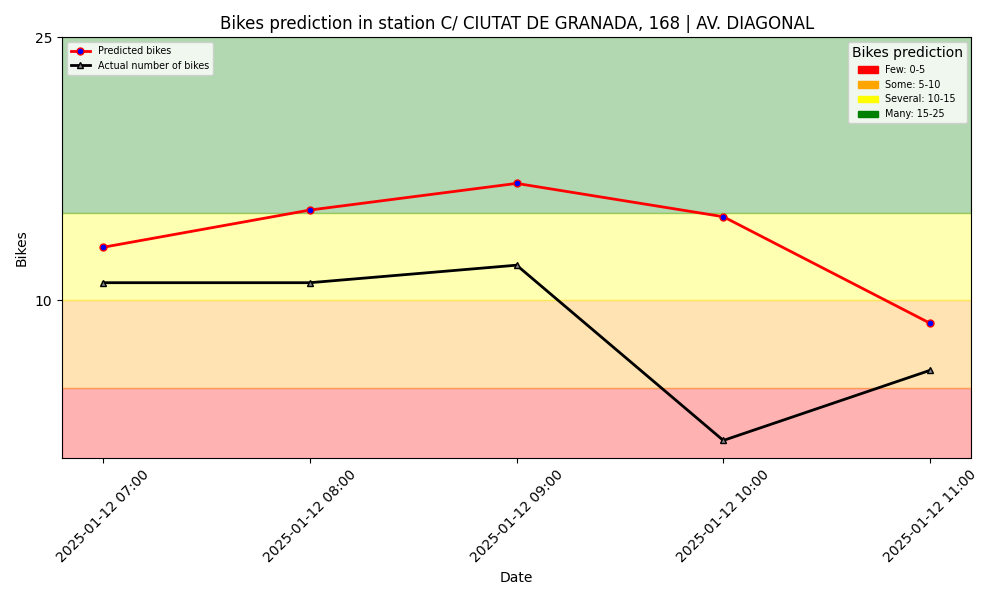 Bikes prediction in station C/ CIUTAT DE GRANADA, 168 | AV. DIAGONAL
25
10
Bikes
Predicted bikes
Actual number of bikes
Bikes prediction
Few: 0-5
Some: 5-10
Several: 10-15
Many: 15-25
2025-01-12 07:00
2025-01-12 08:00
2025-01-12 09:00
2025-01-12 10:00
2025-01-12 11:00
Date